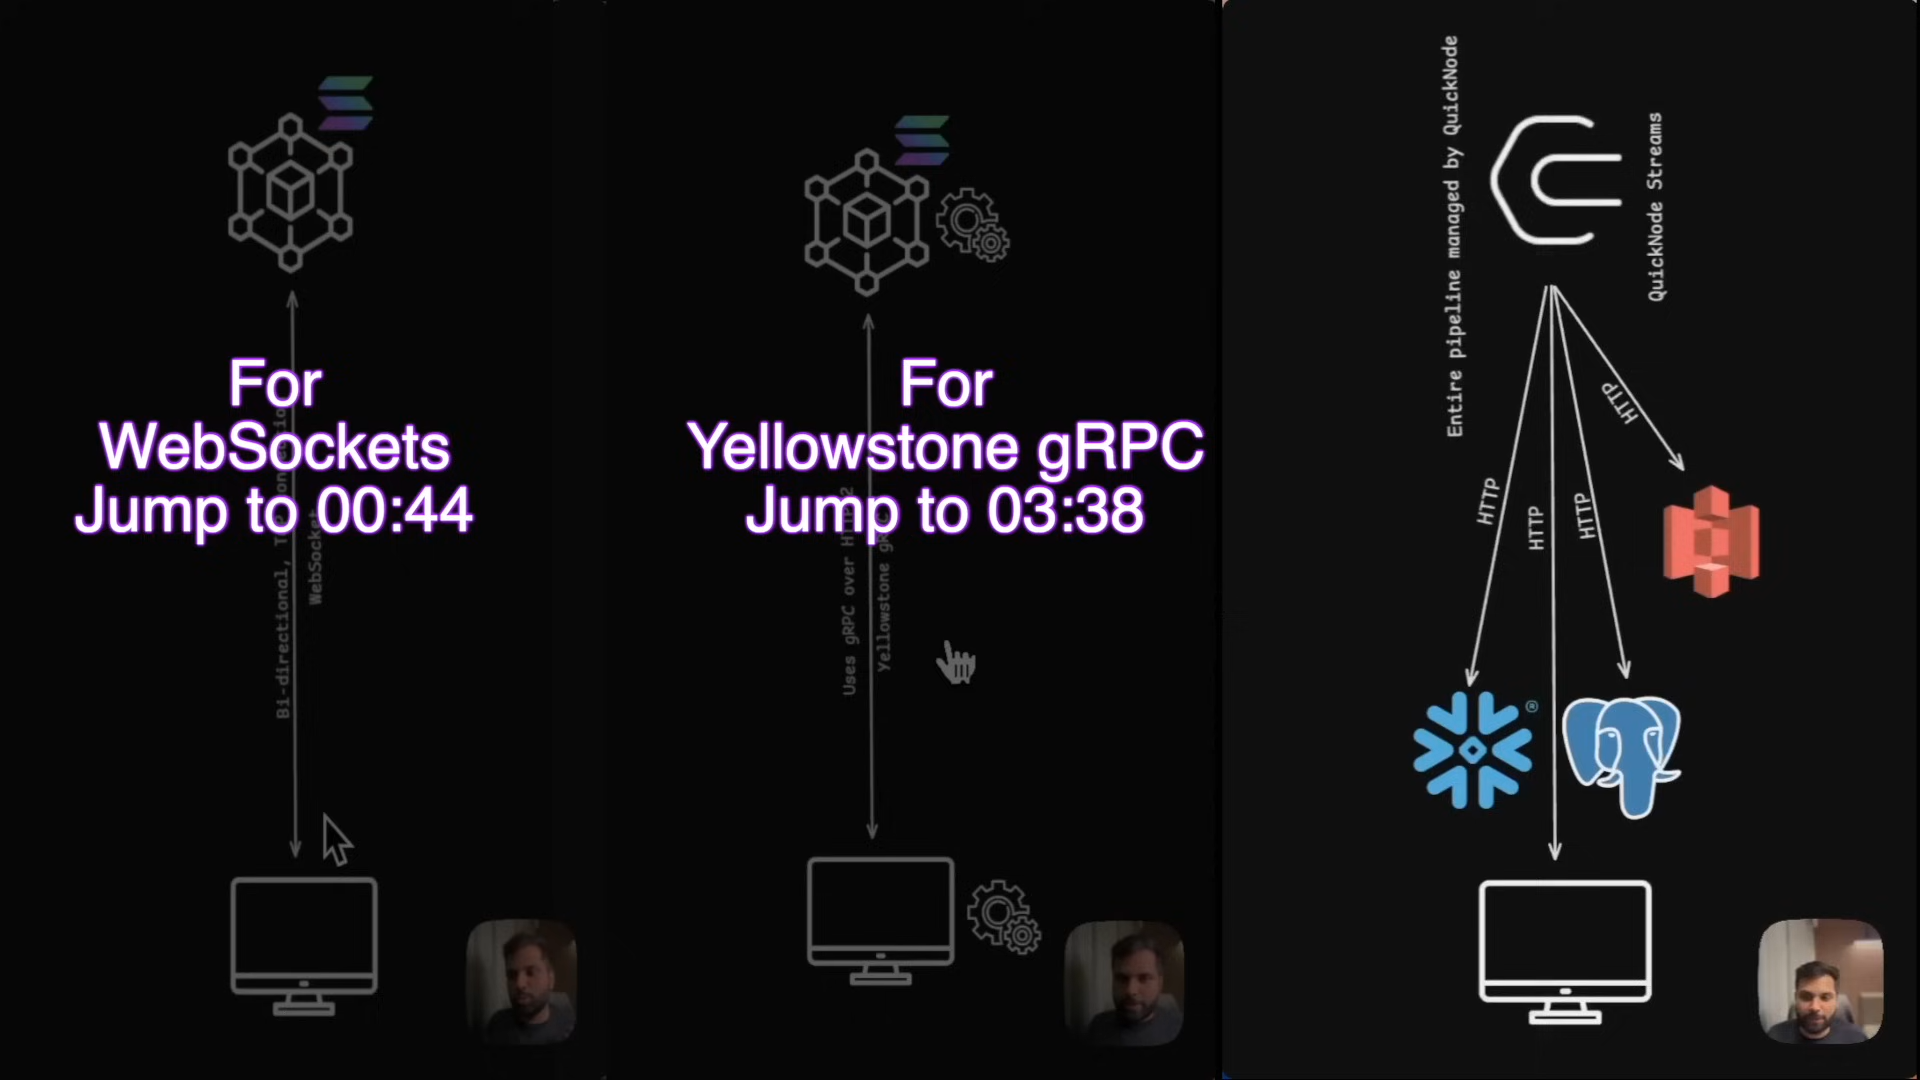 For
WebSockets
Jump to 00:44
Bi-directional,
WebSocket
For
Yellowstone gRPC
Jump to 03:38
Uses gRPC over
Yellowstone
Entire pipeline managed by QuickNode
QuickNode Streams
HTTP
HTTP
HTTP
HTTP
®